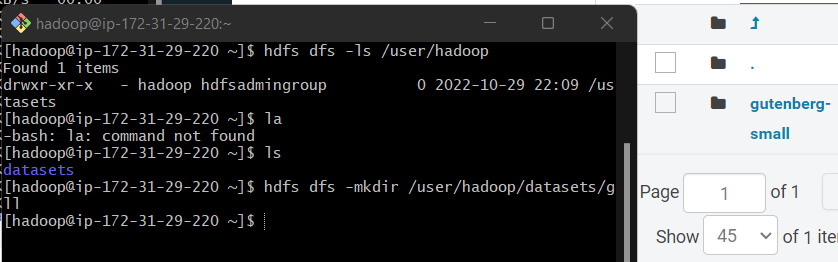 hadoop@ip-172-31-29-220:~
[hadoop@ip-172-31-29-220 ~]$ hdfs dfs -ls /user/hadoop
Found 1 items
drwxr-xr-x   - hadoop hdfsadmingroup          0 2022-10-29 22:09 /us
tasets
[hadoop@ip-172-31-29-220 ~]$ la
-bash: la: command not found
[hadoop@ip-172-31-29-220 ~]$ ls
datasets
[hadoop@ip-172-31-29-220 ~]$ hdfs dfs -mkdir /user/hadoop/datasets/g
ll
[hadoop@ip-172-31-29-220 ~]$
.
gutenberg-
small
Page 1 of 1
Show 45 of 1 ite